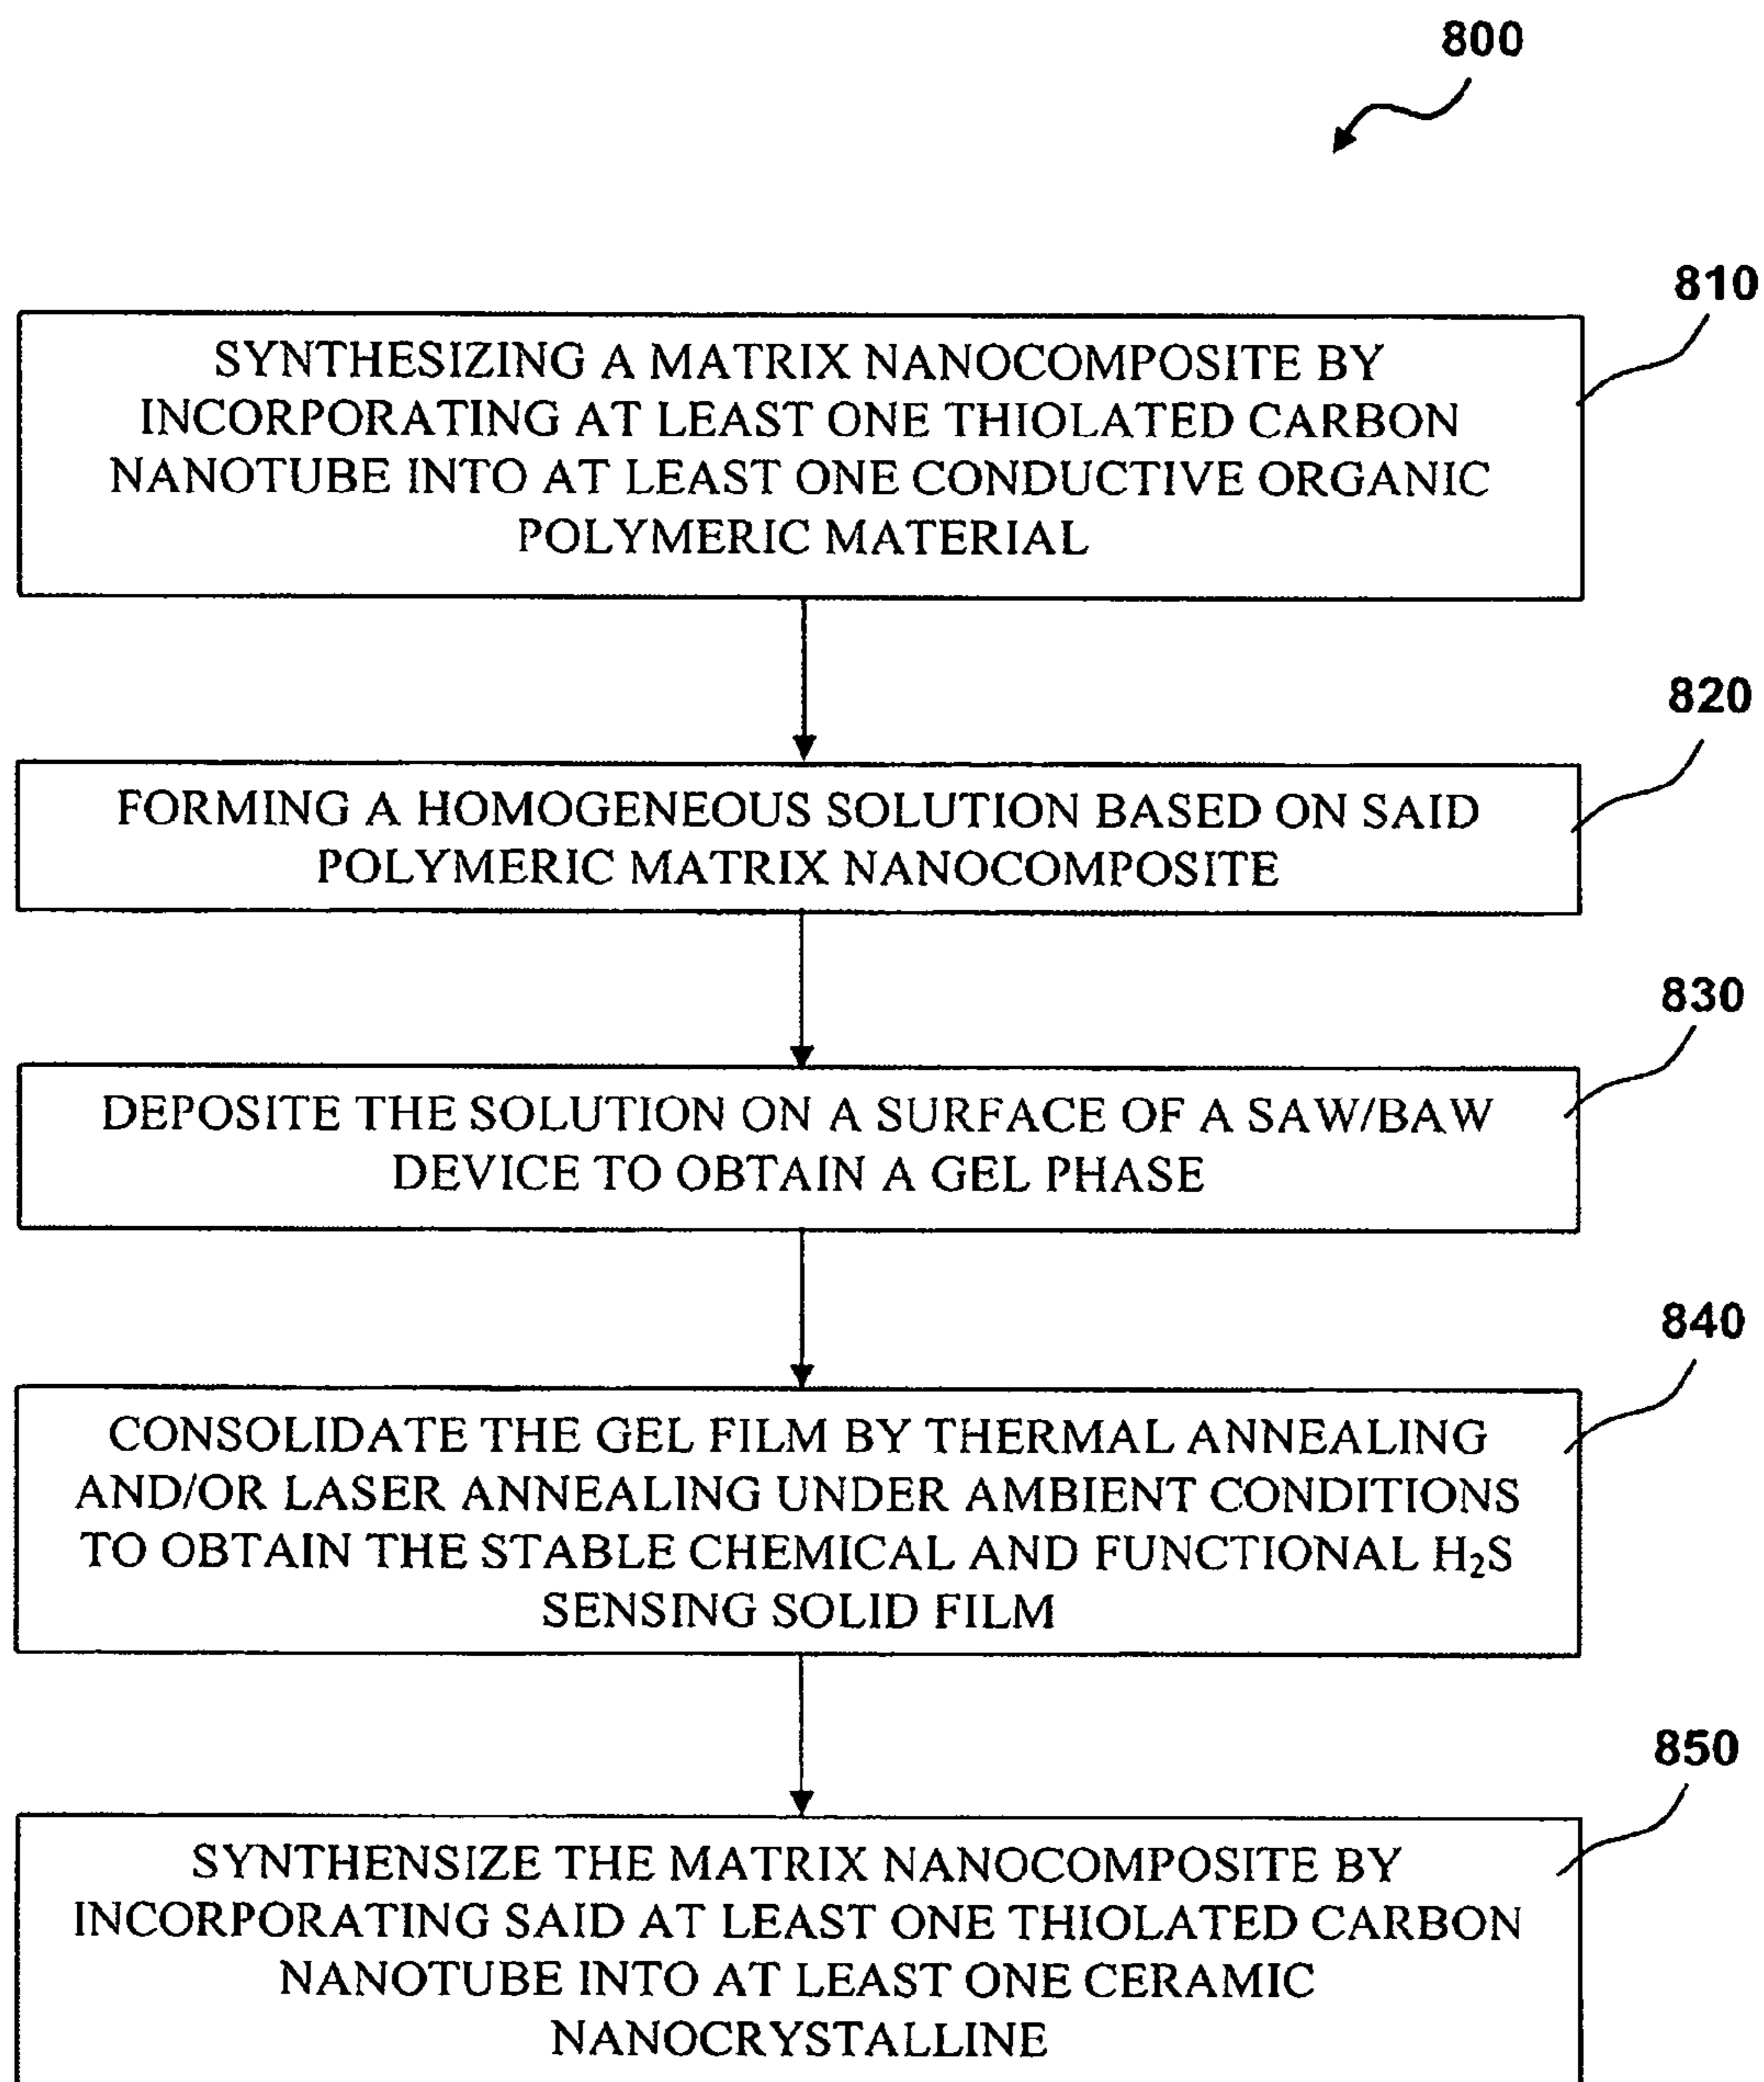 800
810
SYNTHESIZING A MATRIX NANOCOMPOSITE BY
INCORPORATING AT LEAST ONE THIOLATED CARBON
NANOTUBE INTO AT LEAST ONE CONDUCTIVE ORGANIC
POLYMERIC MATERIAL
820
FORMING A HOMOGENEOUS SOLUTION BASED ON SAID
POLYMERIC MATRIX NANOCOMPOSITE
830
DEPOSITE THE SOLUTION ON A SURFACE OF A SAW/BAW
DEVICE TO OBTAIN A GEL PHASE
840
CONSOLIDATE THE GEL FILM BY THERMAL ANNEALING
AND/OR LASER ANNEALING UNDER AMBIENT CONDITIONS
TO OBTAIN THE STABLE CHEMICAL AND FUNCTIONAL H₂S
SENSING SOLID FILM
850
SYNTHENSIZE THE MATRIX NANOCOMPOSITE BY
INCORPORATING SAID AT LEAST ONE THIOLATED CARBON
NANOTUBE INTO AT LEAST ONE CERAMIC
NANOCRYSTALLINE